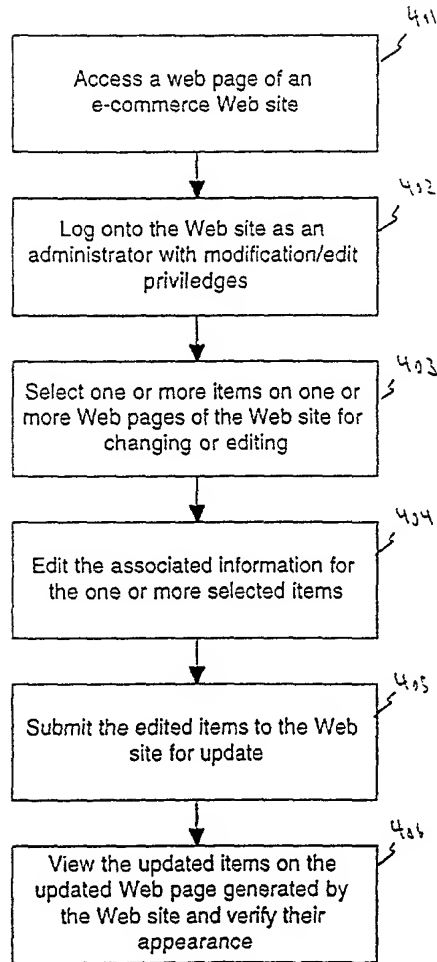 401
Access a web page of an
e-commerce Web site
402
Log onto the Web site as an
administrator with modification/edit
priviledges
403
Select one or more items on one or
more Web pages of the Web site for
changing or editing
404
Edit the associated information for
the one or more selected items
405
Submit the edited items to the Web
site for update
406
View the updated items on the
updated Web page generated by
the Web site and verify their
appearance